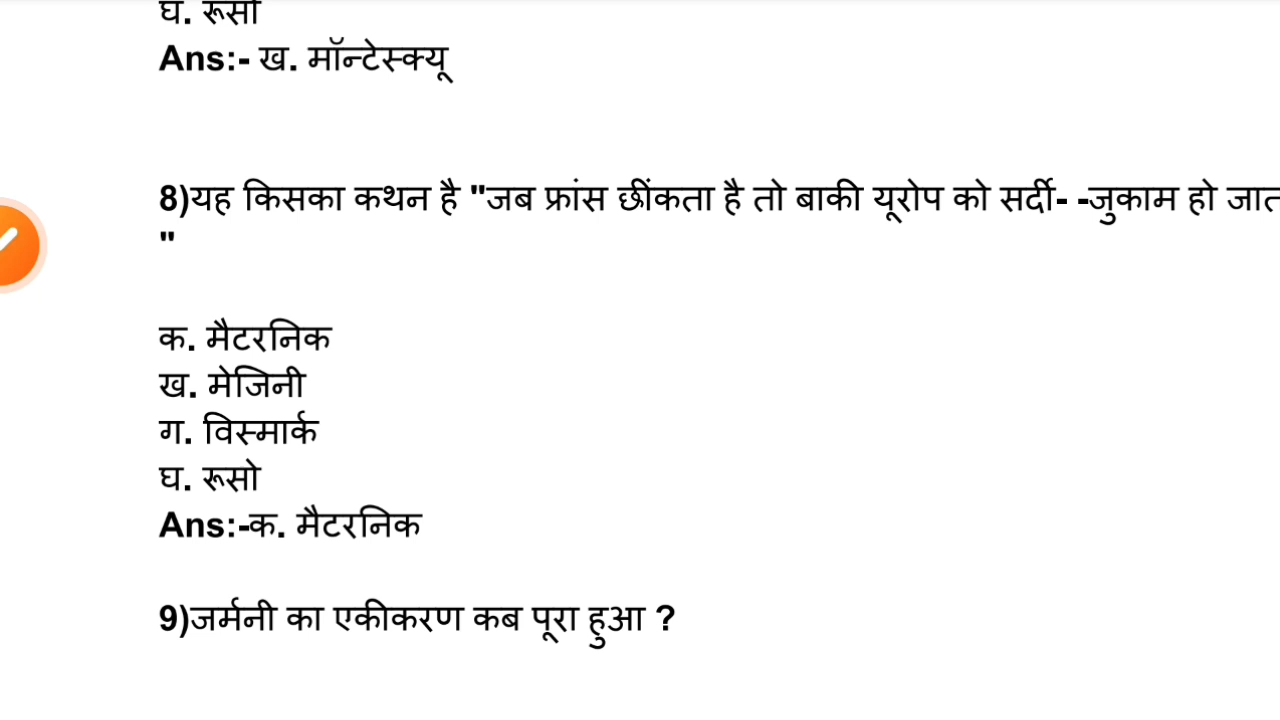 घ. रूसो
Ans:- ख. मॉन्टेस्क्यू
8)यह किसका कथन है "जब फ्रांस छींकता है तो बाकी यूरोप को सर्दी- -जुकाम हो जात
"
क. मैटरनिक
ख. मेजिनी
ग. विस्मार्क
घ. रूसो
Ans:-क. मैटरनिक
9)जर्मनी का एकीकरण कब पूरा हुआ ?